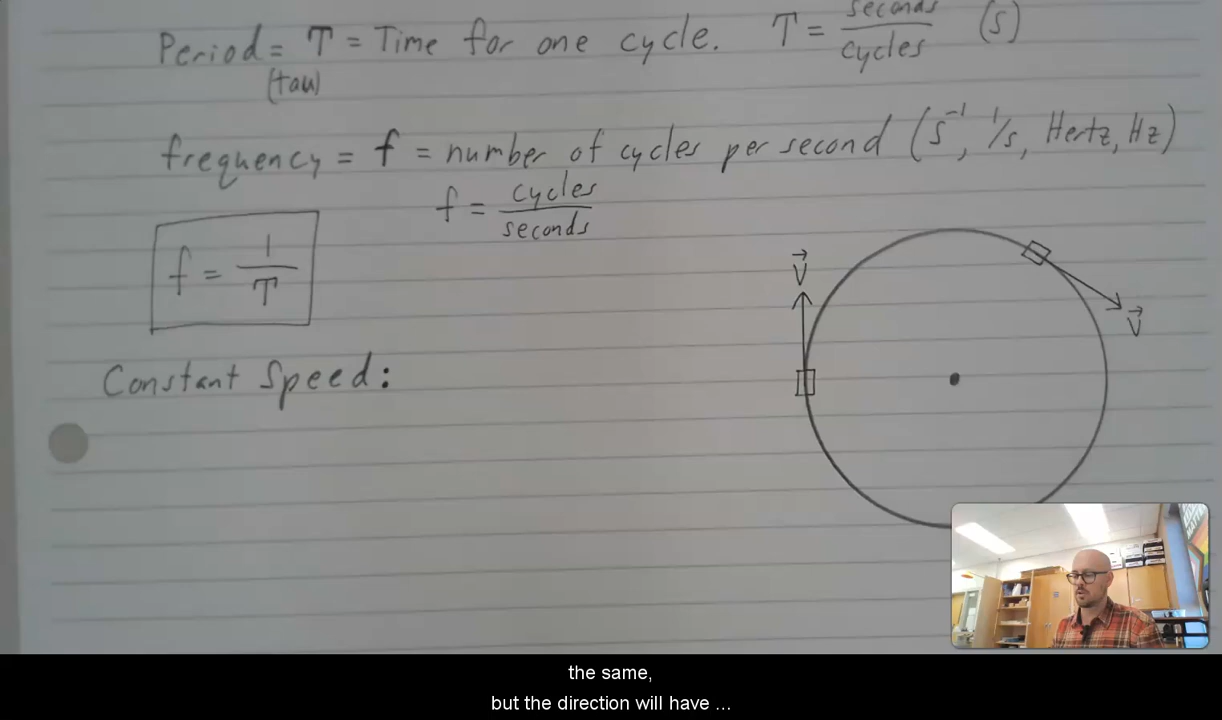 Period = T = Time for one cycle. T = seconds/cycles (s)
(tau)
frequency = f = number of cycles per second (s⁻¹, 1/s, Hertz, Hz)
f = cycles/seconds
f = 1/T
V⃗
V⃗
Constant Speed:
the same,
but the direction will have ...